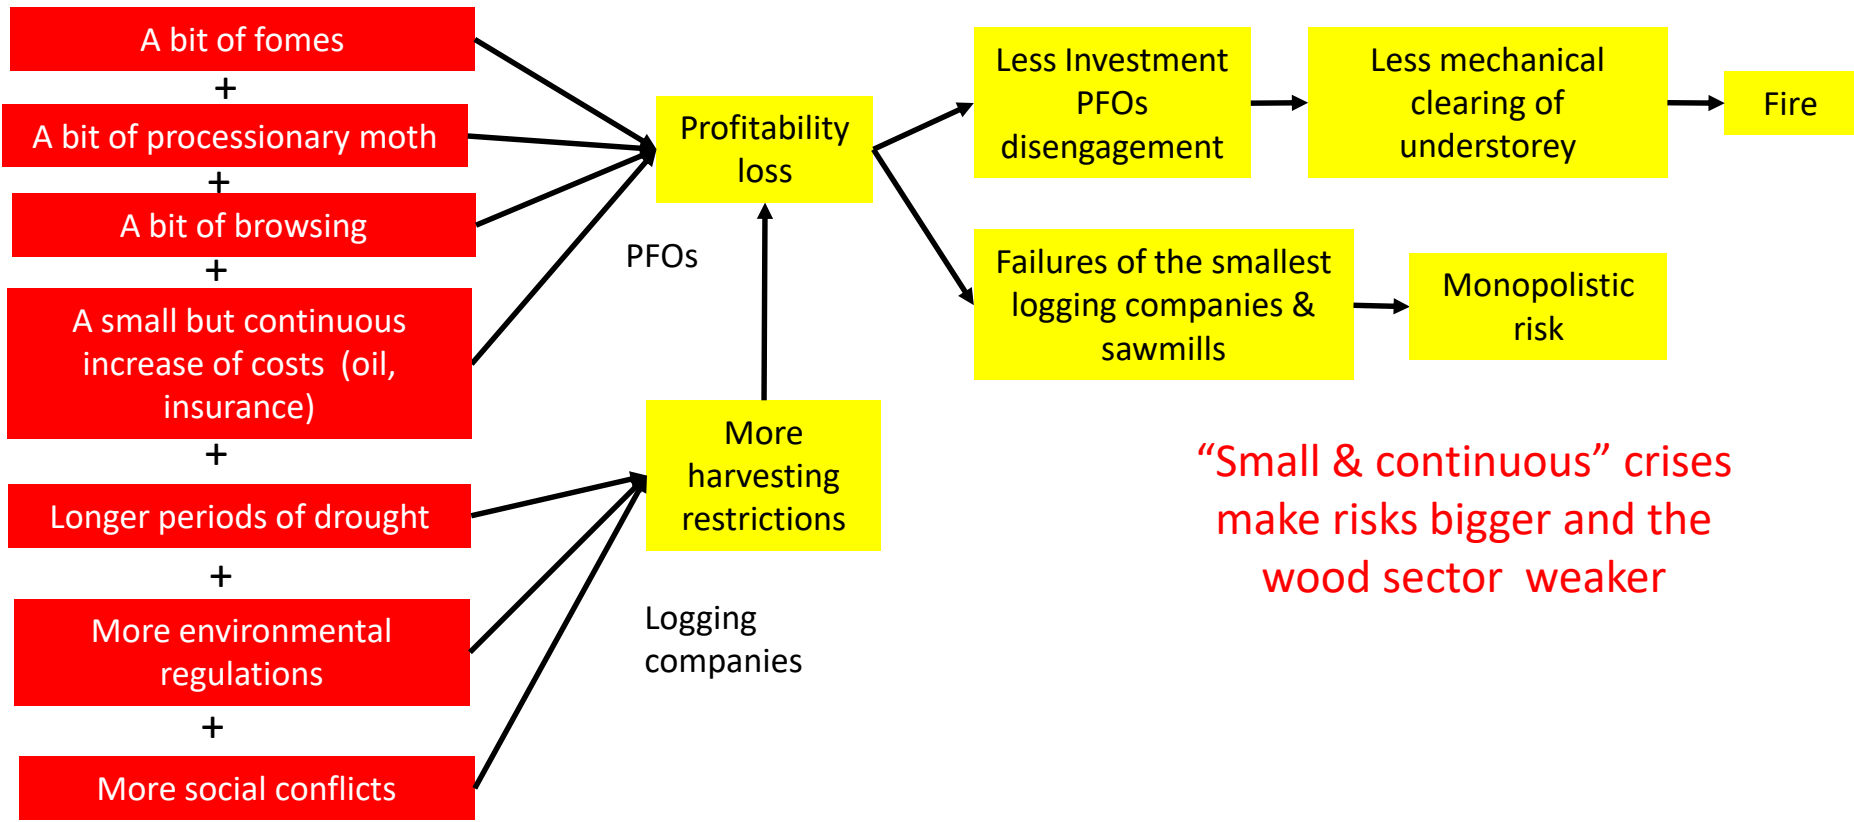 A bit of fomes
+
A bit of processionary moth
+
A bit of browsing
+
A small but continuous
increase of costs  (oil,
insurance)
+
Longer periods of drought
+
More environmental
regulations
+
More social conflicts
Profitability
loss
PFOs
More
harvesting
restrictions
Logging
companies
Less Investment
PFOs
disengagement
Less mechanical
clearing of
understorey
Fire
Failures of the smallest
logging companies &
sawmills
Monopolistic
risk
“Small & continuous” crises
make risks bigger and the
wood sector  weaker